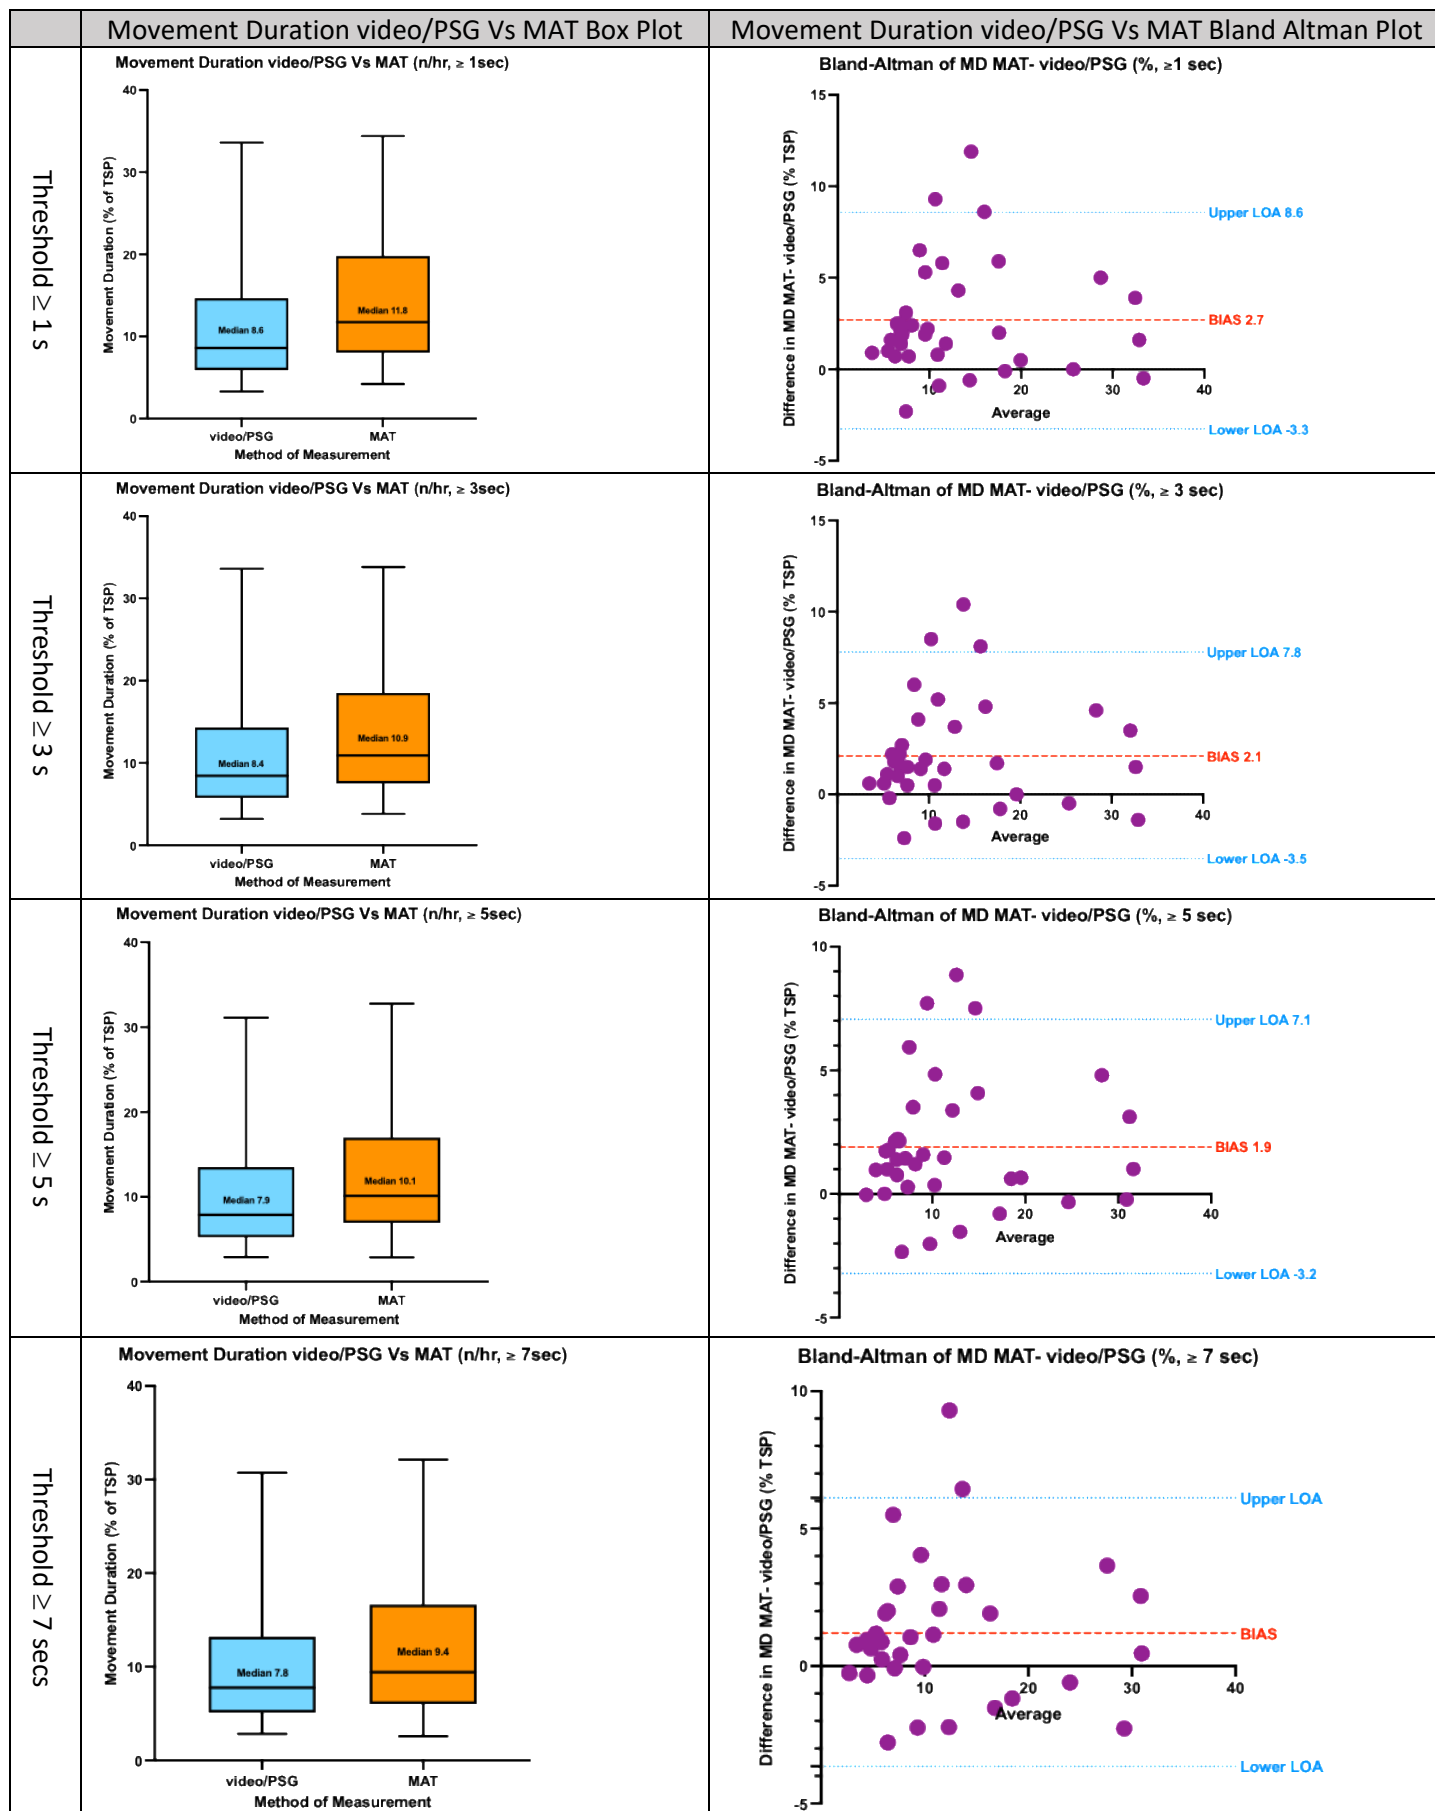 Movement Duration video/PSG Vs MAT Box Plot
Movement Duration video/PSG Vs MAT Bland Altman Plot
Threshold ≥ 1 s
Movement Duration video/PSG Vs MAT (n/hr, ≥ 1sec)
Movement Duration (% of TSP)
40
30
20
10
0
Median 8.6
Median 11.8
video/PSG
MAT
Method of Measurement
Bland-Altman of MD MAT- video/PSG (%, ≥1 sec)
Difference in MD MAT- video/PSG (% TSP)
15
10
5
0
-5
10
20
30
40
Average
Upper LOA 8.6
BIAS 2.7
Lower LOA -3.3
Threshold ≥ 3 s
Movement Duration video/PSG Vs MAT (n/hr, ≥ 3sec)
Movement Duration (% of TSP)
40
30
20
10
0
Median 8.4
Median 10.9
video/PSG
MAT
Method of Measurement
Bland-Altman of MD MAT- video/PSG (%, ≥ 3 sec)
Difference in MD MAT- video/PSG (% TSP)
15
10
5
0
-5
10
20
30
40
Average
Upper LOA 7.8
BIAS 2.1
Lower LOA -3.5
Threshold ≥ 5 s
Movement Duration video/PSG Vs MAT (n/hr, ≥ 5sec)
Movement Duration (% of TSP)
40
30
20
10
0
Median 7.9
Median 10.1
video/PSG
MAT
Method of Measurement
Bland-Altman of MD MAT- video/PSG (%, ≥ 5 sec)
Difference in MD MAT- video/PSG (% TSP)
10
5
0
-5
10
20
30
40
Average
Upper LOA 7.1
BIAS 1.9
Lower LOA -3.2
Threshold ≥ 7 secs
Movement Duration video/PSG Vs MAT (n/hr, ≥ 7sec)
Movement Duration (% of TSP)
40
30
20
10
0
Median 7.8
Median 9.4
video/PSG
MAT
Method of Measurement
Bland-Altman of MD MAT- video/PSG (%, ≥ 7 sec)
Difference in MD MAT- video/PSG (% TSP)
10
5
0
-5
10
20
30
40
Average
Upper LOA
BIAS
Lower LOA